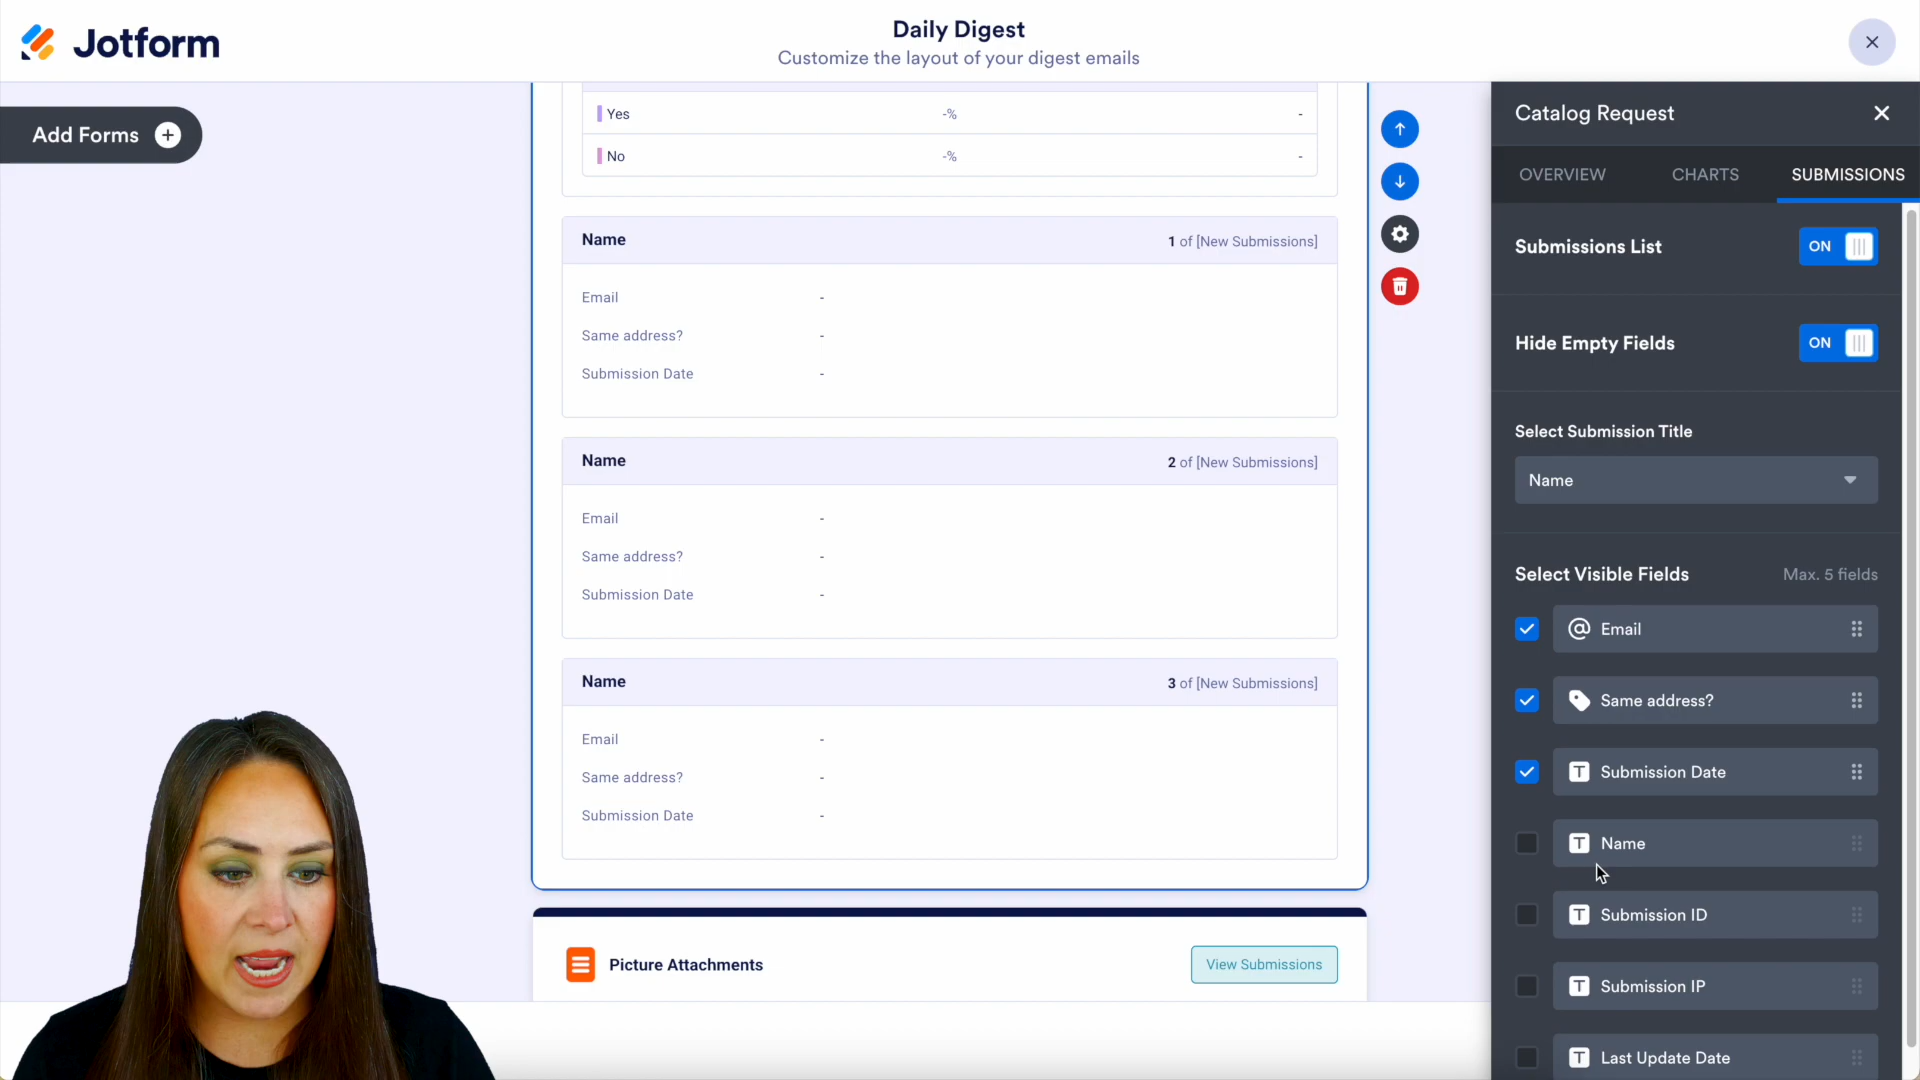 Jotform
Daily Digest
Customize the layout of your digest emails
Add Forms
Yes -% -
No -% -
Name 1 of [New Submissions]
Email -
Same address? -
Submission Date -
Name 2 of [New Submissions]
Email -
Same address? -
Submission Date -
Name 3 of [New Submissions]
Email -
Same address? -
Submission Date -
Picture Attachments View Submissions
Catalog Request
OVERVIEW CHARTS SUBMISSIONS
Submissions List ON
Hide Empty Fields ON
Select Submission Title
Name
Select Visible Fields Max. 5 fields
Email
Same address?
Submission Date
Name
Submission ID
Submission IP
Last Update Date